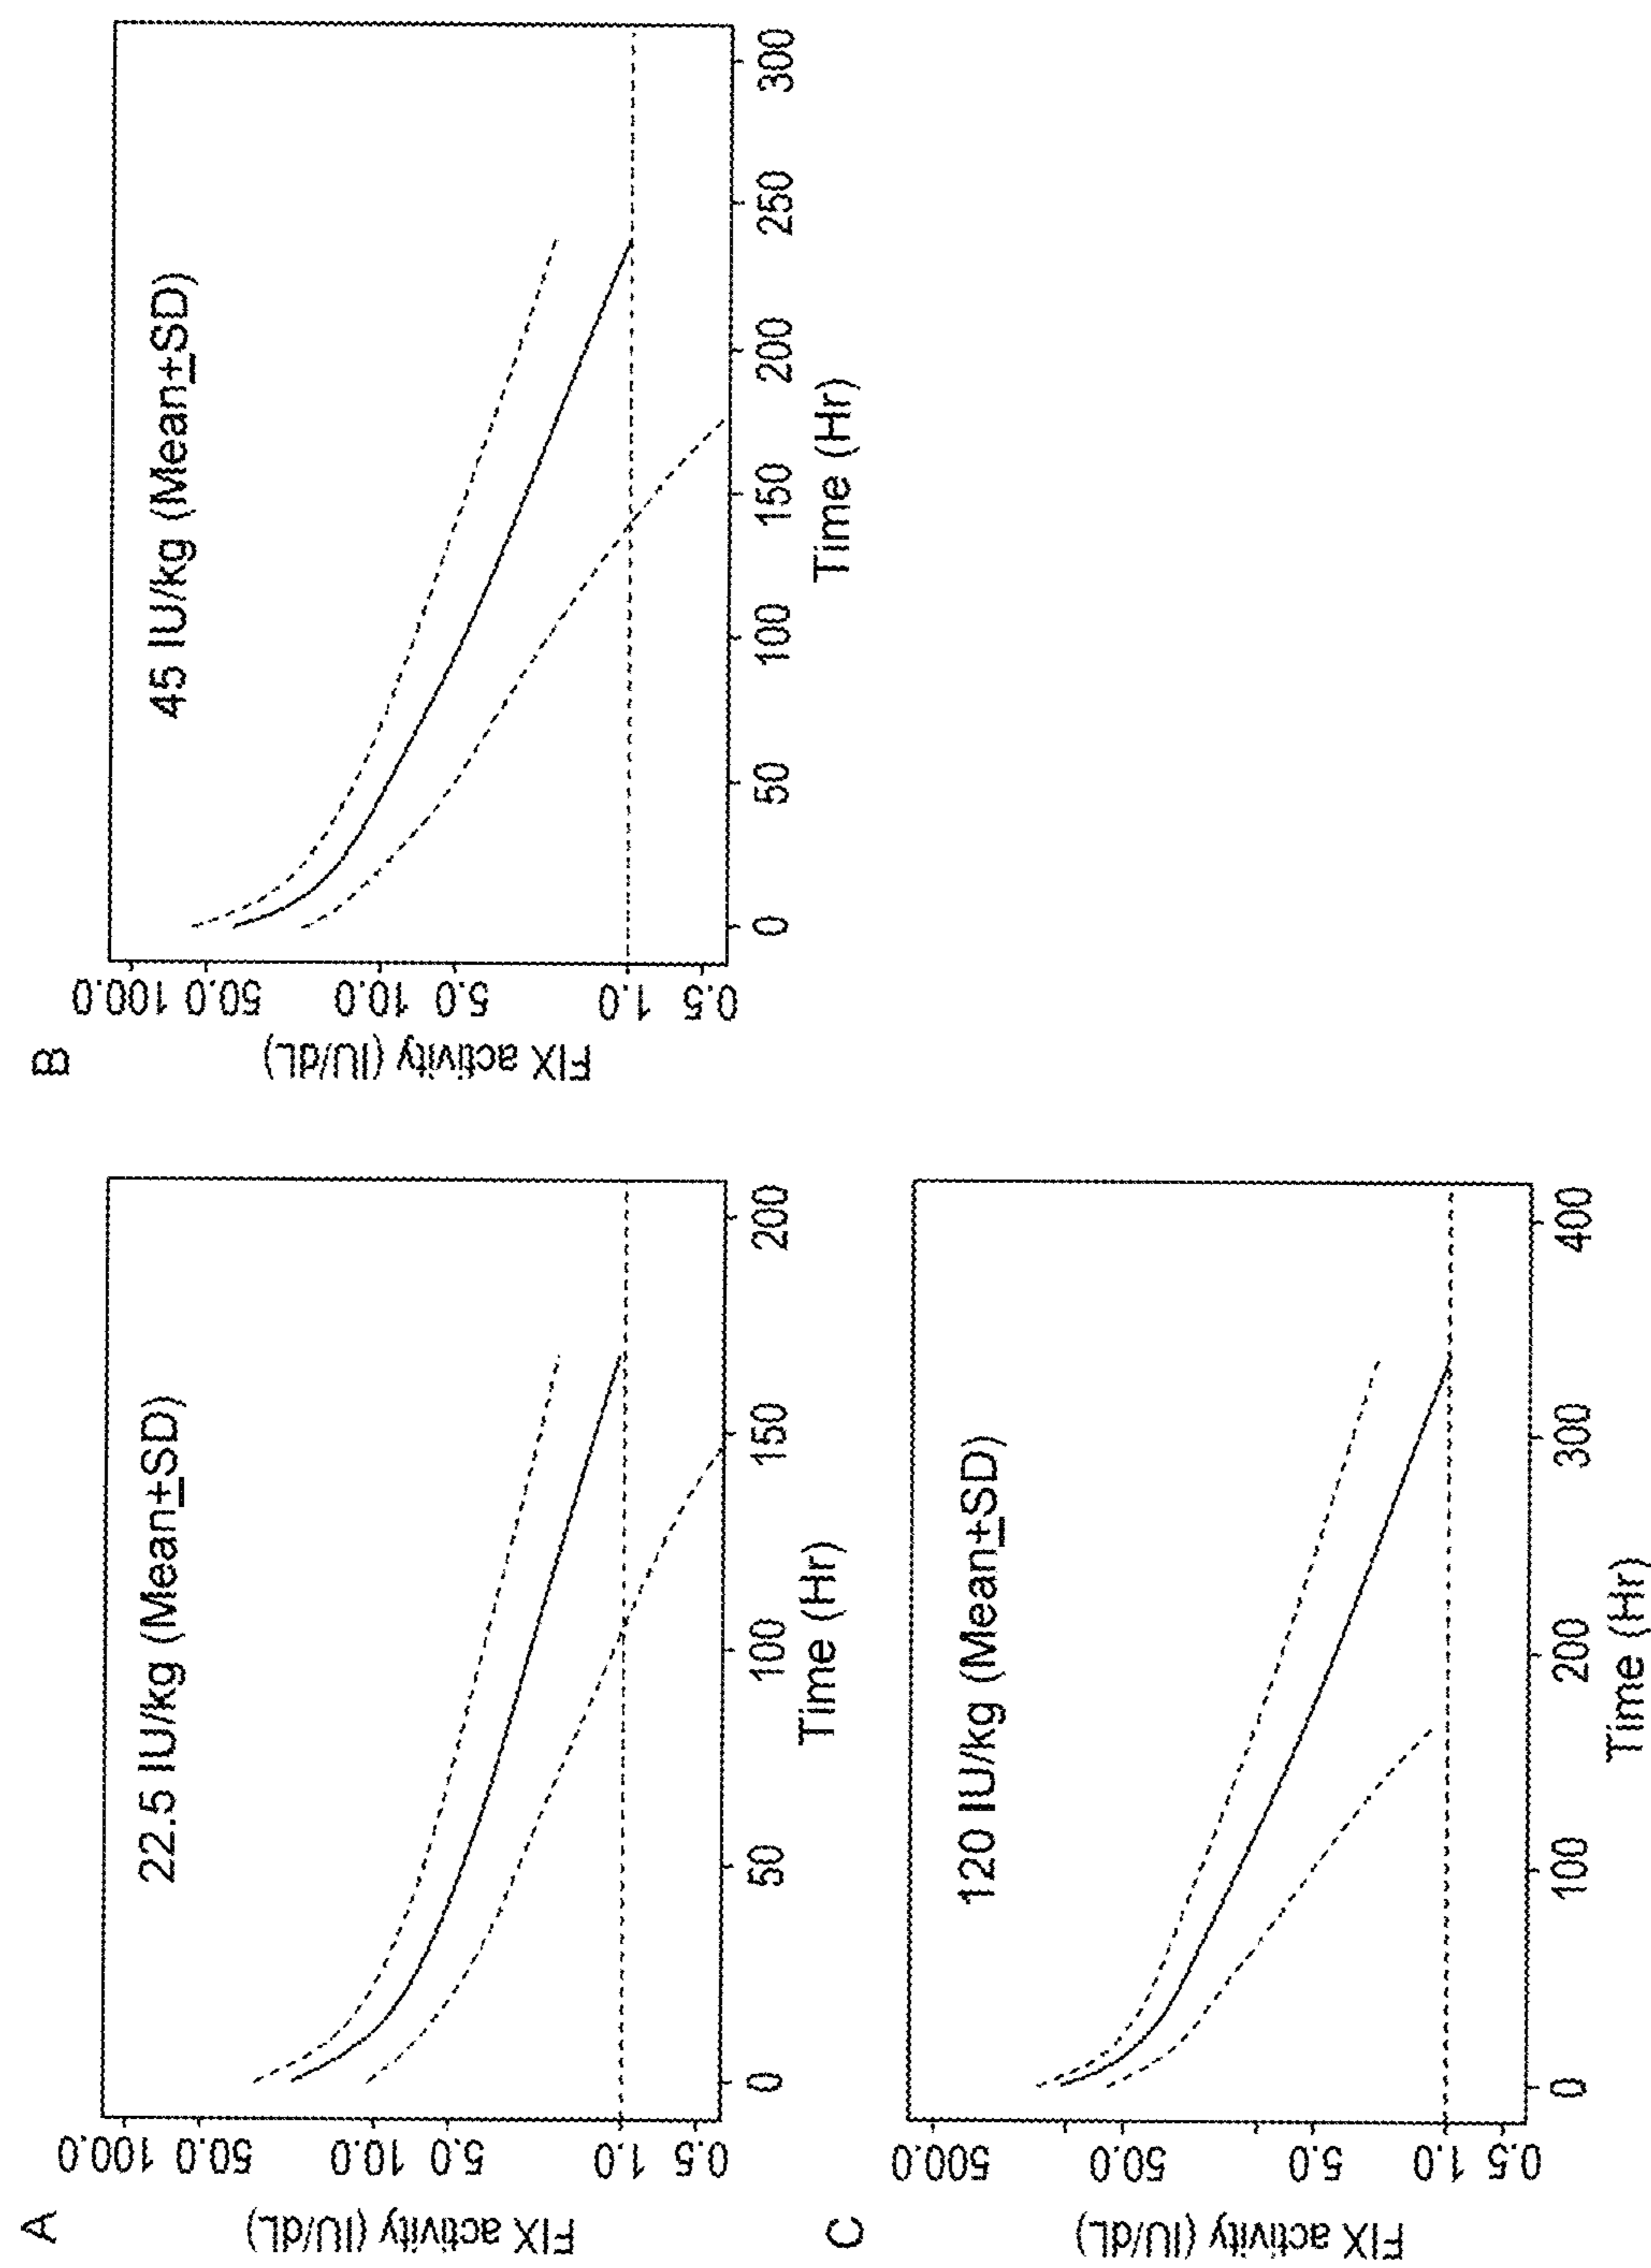 A
22.5 IU/kg (Mean±SD)
FIX activity (IU/dL)
100.0
50.0
10.0
5.0
1.0
0.5
0
50
100
150
200
Time (Hr)
B
45 IU/kg (Mean±SD)
FIX activity (IU/dL)
100.0
50.0
10.0
5.0
1.0
0.5
0
50
100
150
200
250
300
Time (Hr)
C
120 IU/kg (Mean±SD)
FIX activity (IU/dL)
500.0
50.0
5.0
1.0
0.5
0
100
200
300
400
Time (Hr)